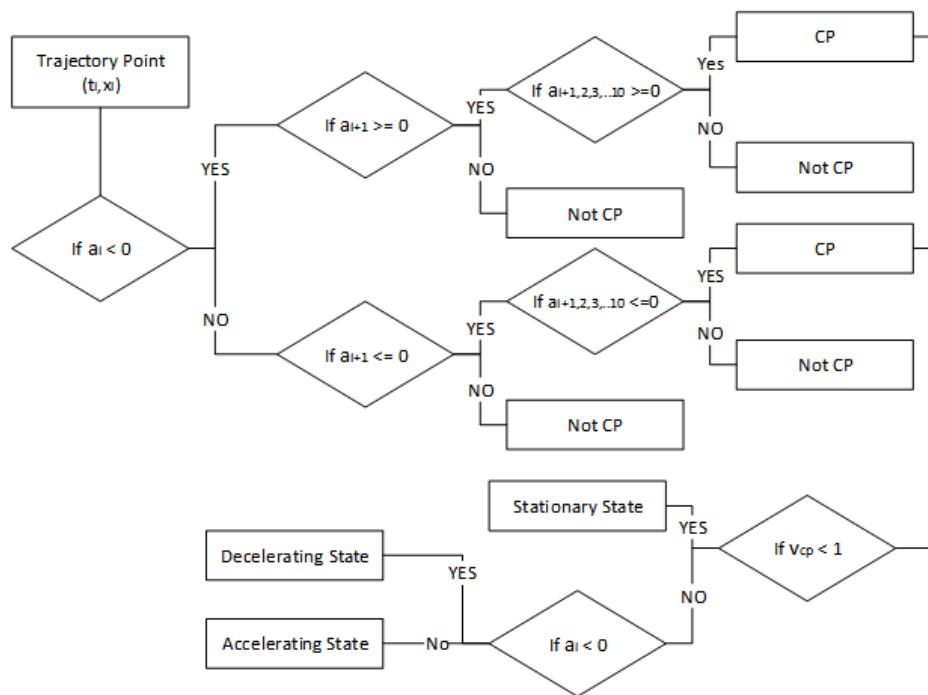 Trajectory Point
(tᵢ,xᵢ)
If aᵢ < 0
YES
NO
If aᵢ₊₁ >= 0
YES
NO
Not CP
If aᵢ₊₁,₂,₃,..₁₀ >=0
Yes
CP
NO
Not CP
If aᵢ₊₁ <= 0
YES
NO
Not CP
If aᵢ₊₁,₂,₃,..₁₀ <=0
YES
CP
NO
Not CP
If vcp < 1
YES
Stationary State
NO
If aᵢ < 0
YES
Decelerating State
No
Accelerating State